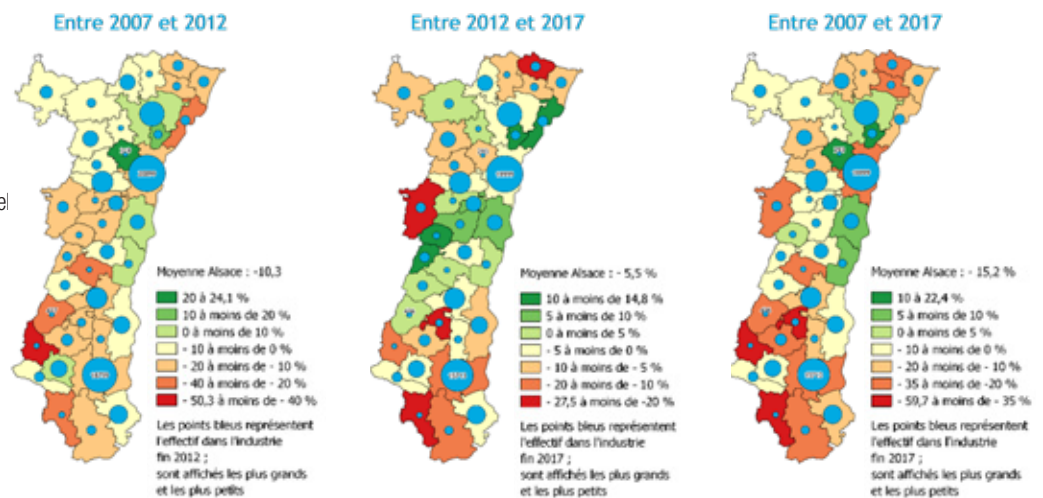 Entre 2007 et 2012
Moyenne Alsace : -10,3
20 à 24,1 %
10 à moins de 20 %
0 à moins de 10 %
- 10 à moins de 0 %
- 20 à moins de - 10 %
- 40 à moins de - 20 %
- 50,3 à moins de - 40 %
Les points bleus représentent
l'effectif dans l'industrie
fin 2012 ;
sont affichés les plus grands
et les plus petits
Entre 2012 et 2017
Moyenne Alsace : - 5,5 %
10 à moins de 14,8 %
5 à moins de 10 %
0 à moins de 5 %
- 5 à moins de 0 %
- 10 à moins de - 5 %
- 20 à moins de - 10 %
- 27,5 à moins de -20 %
Les points bleus représentent
l'effectif dans l'industrie
fin 2017 ;
sont affichés les plus grands
et les plus petits
Entre 2007 et 2017
Moyenne Alsace : - 15,2 %
10 à 22,4 %
5 à moins de 10 %
0 à moins de 5 %
- 10 à moins de 0 %
- 20 à moins de - 10 %
- 35 à moins de -20 %
- 59,7 à moins de - 35 %
Les points bleus représentent
l'effectif dans l'industrie
fin 2017 ;
sont affichés les plus grands
et les plus petits